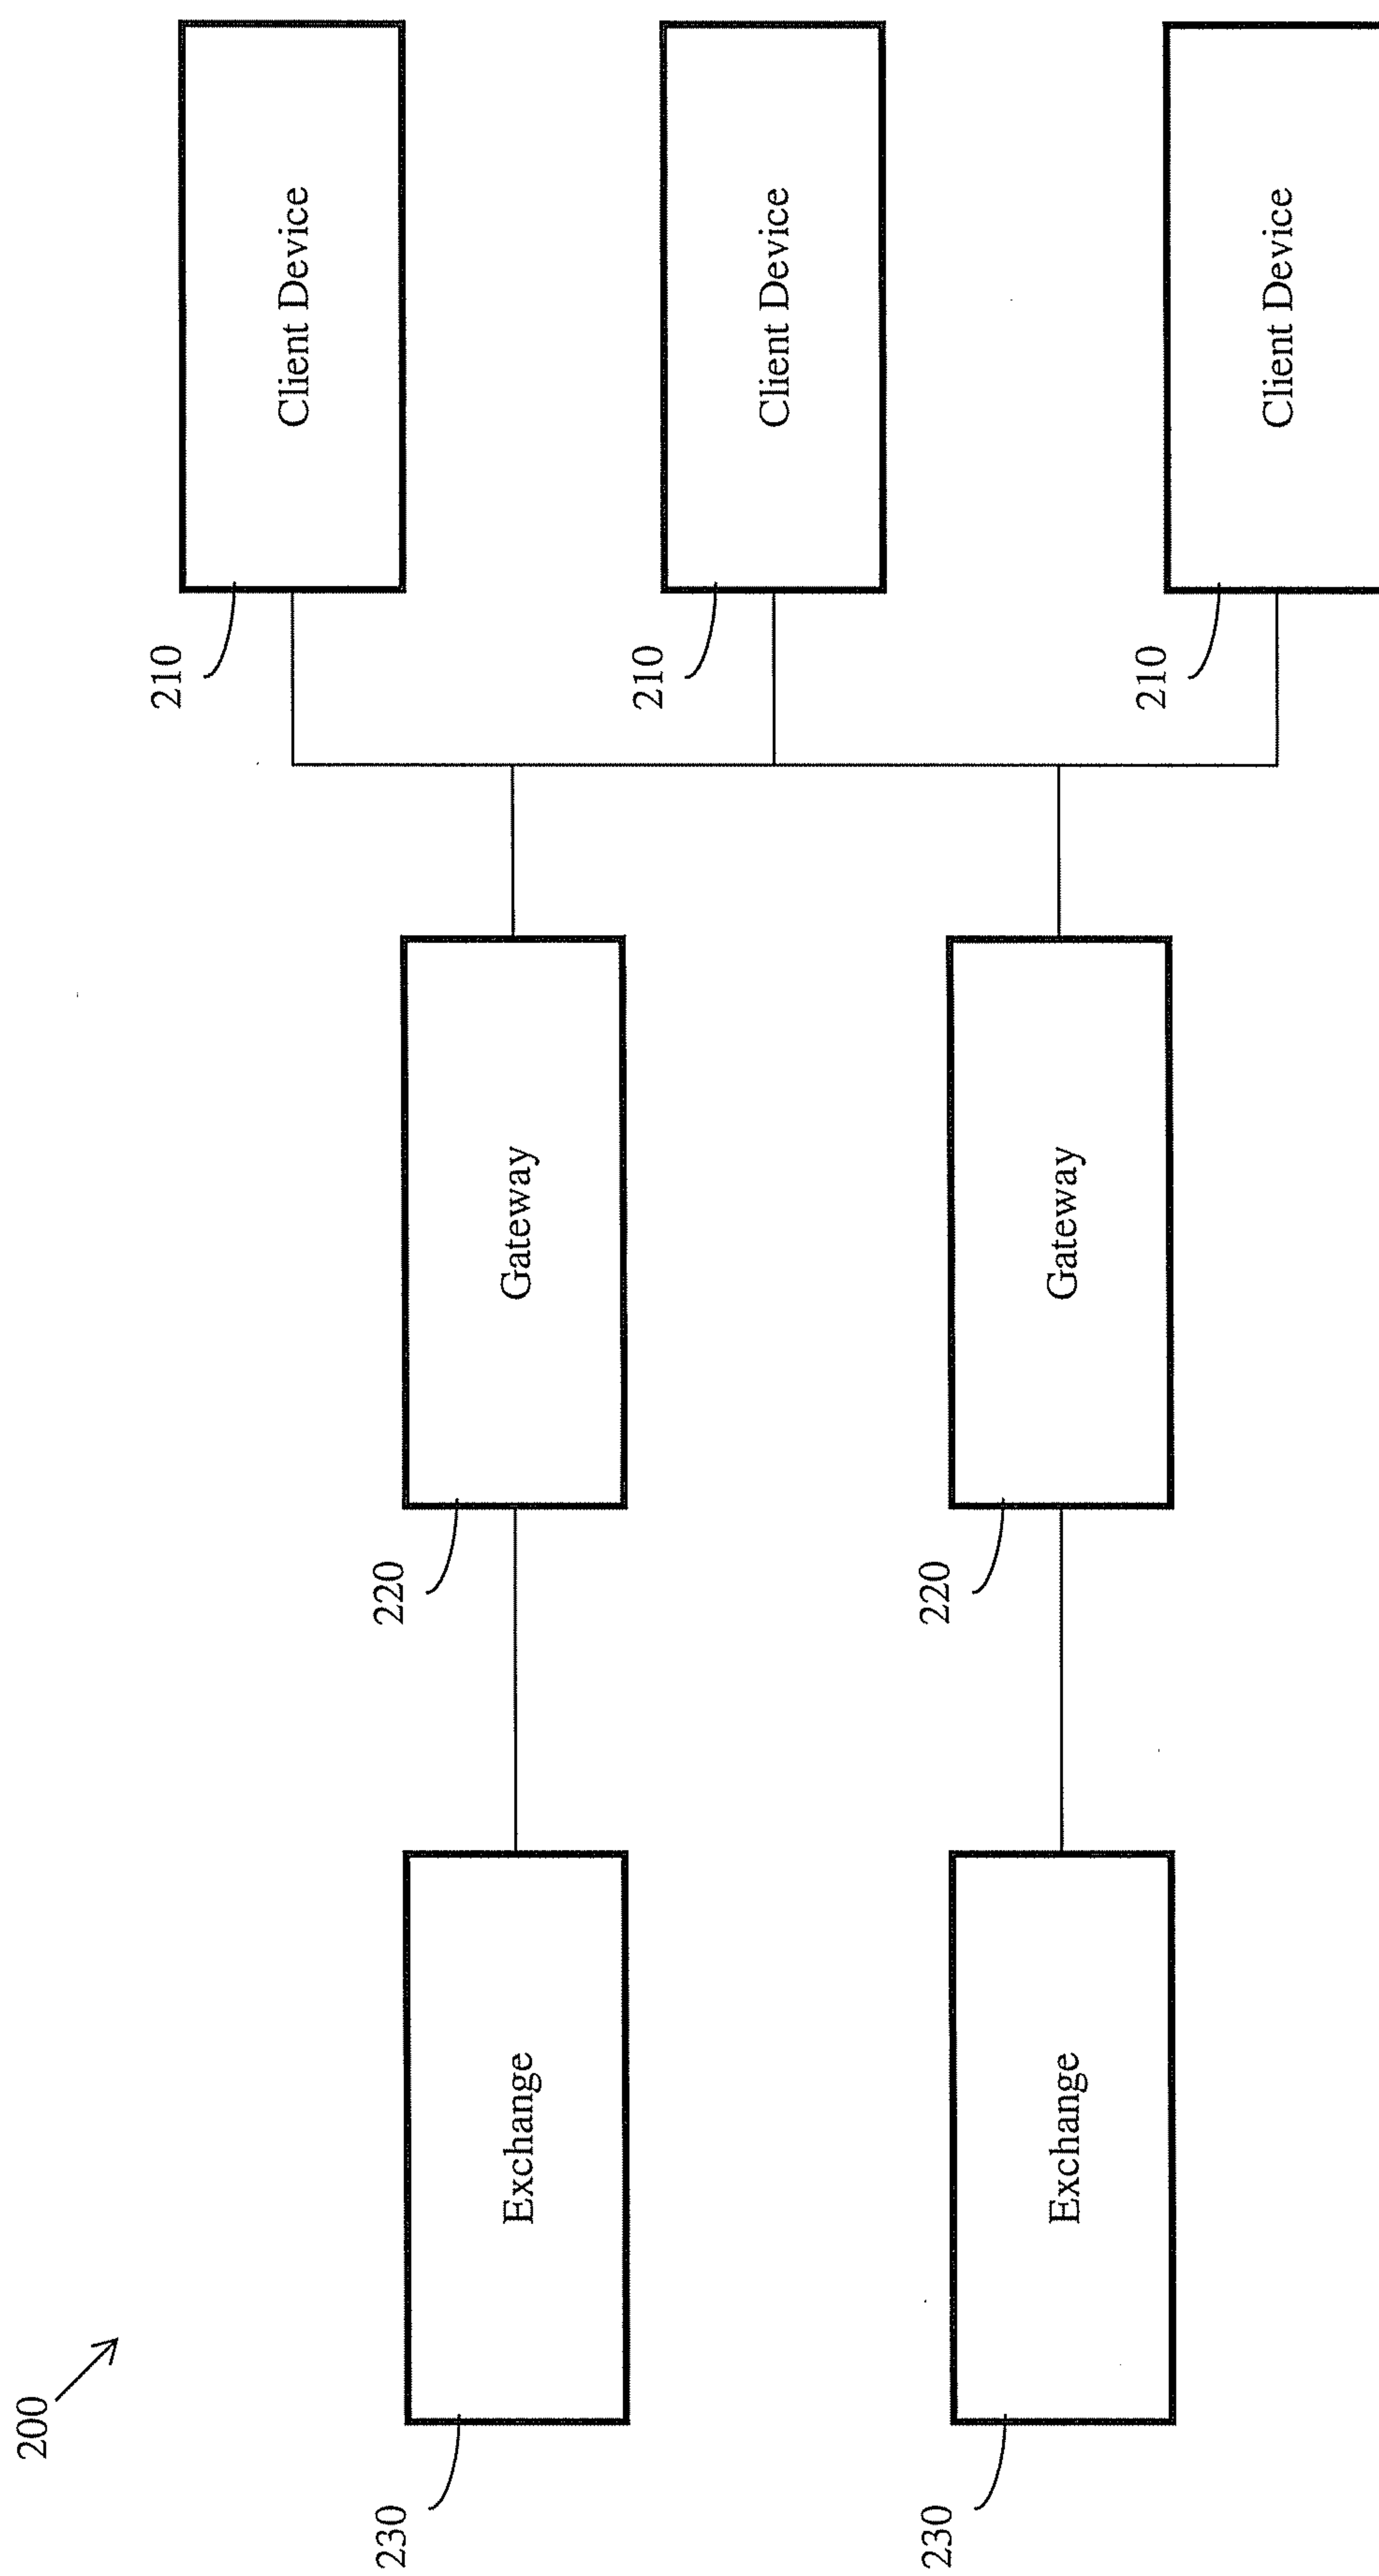 200
230
Exchange
220
Gateway
210
Client Device
210
Client Device
230
Exchange
220
Gateway
210
Client Device